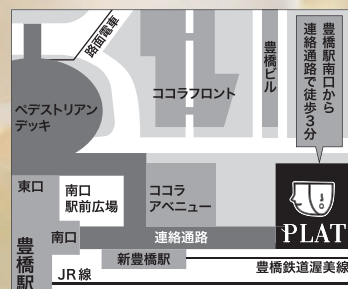 路面電車
豊橋ビル
豊橋駅南口から
連絡通路で徒歩3分
ココラフロント
ペデストリアン
デッキ
東口
南口
駅前広場
ココラ
アベニュー
PLAT
南口
連絡通路
豊橋駅
新豊橋駅
JR線
豊橋鉄道渥美線